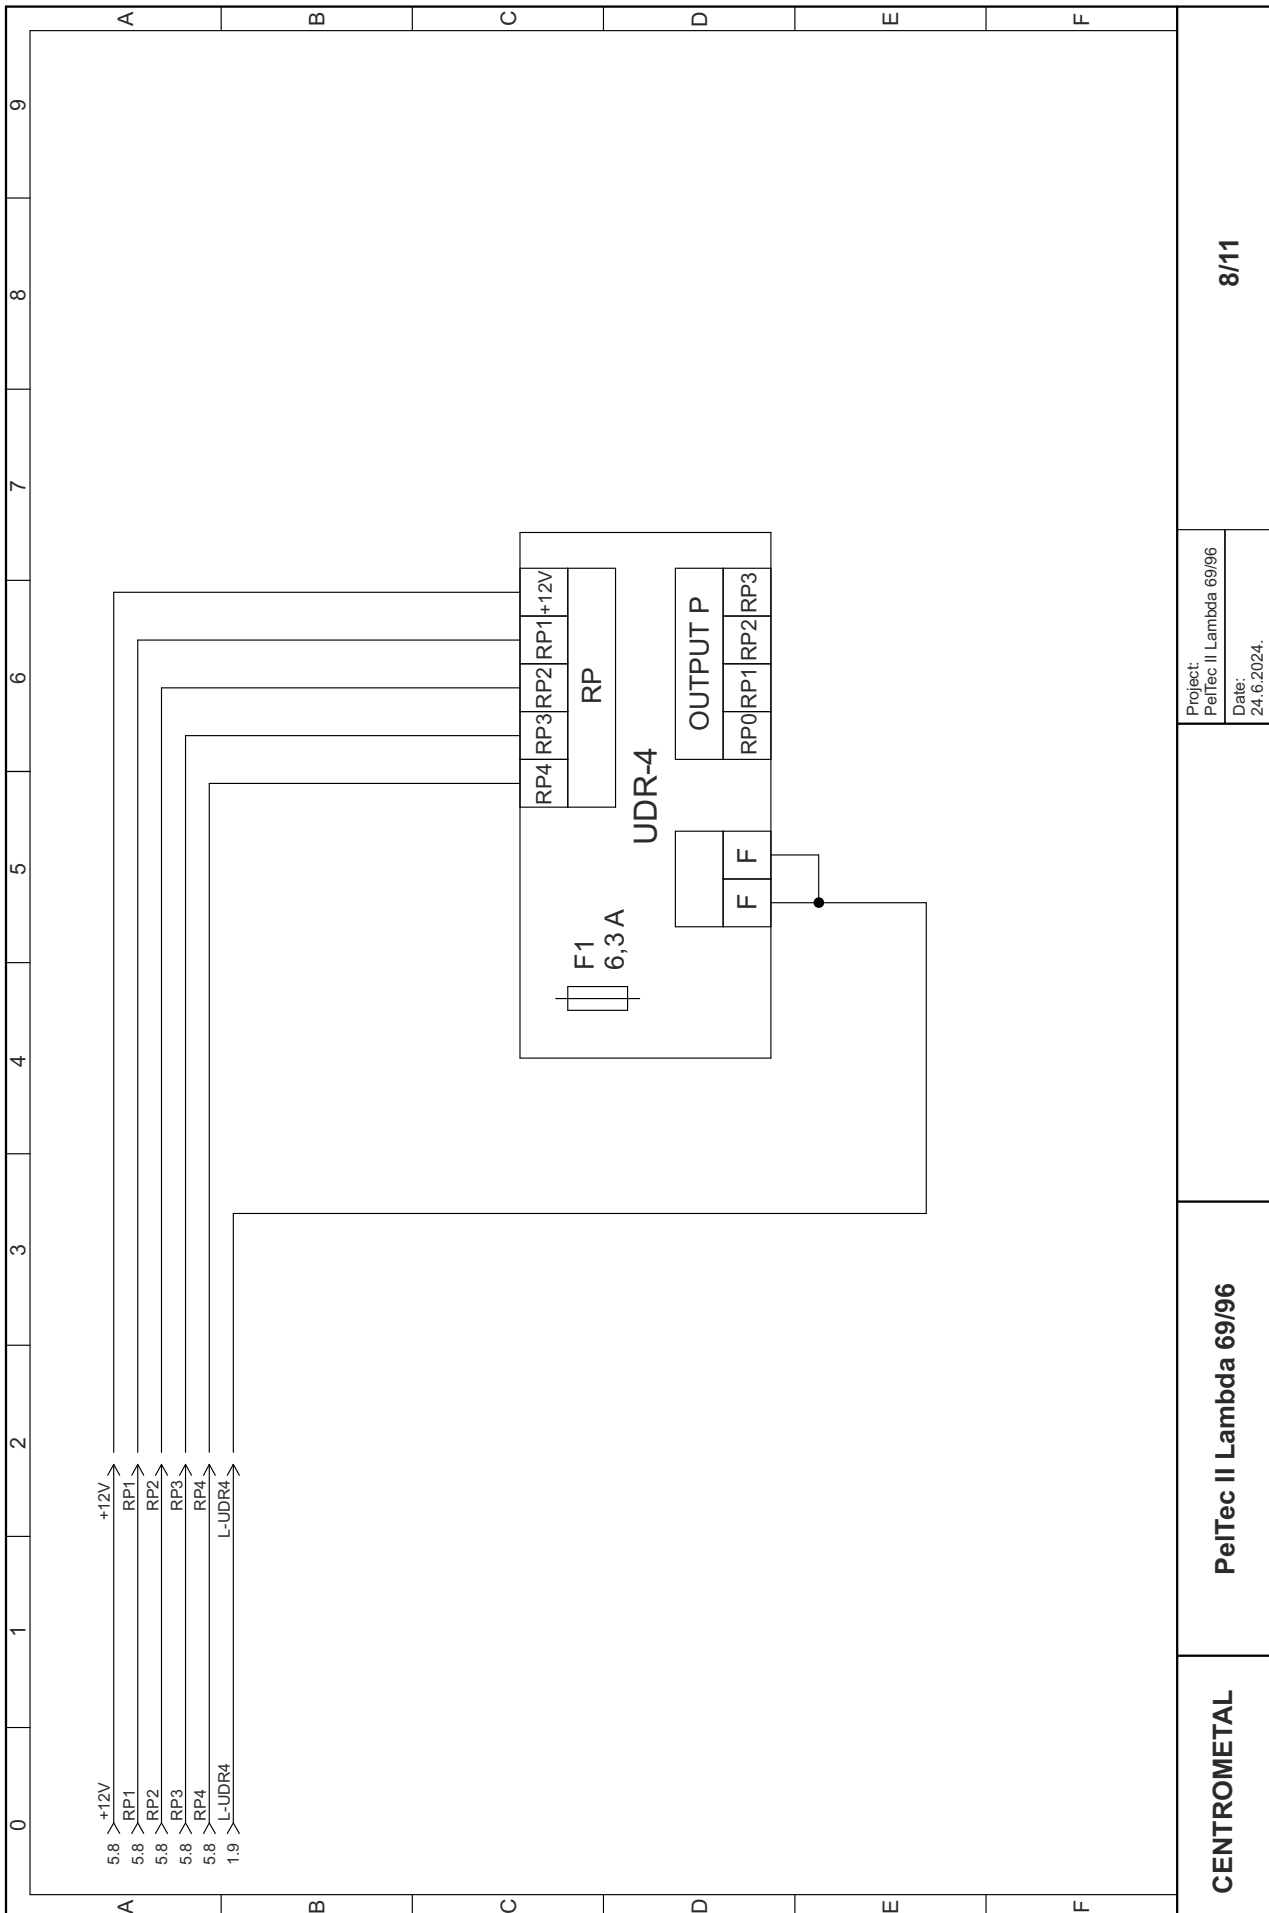 0 1 2 3 4 5 6 7 8 9
A A
B B
C C
D D
E E
F F
5.8 +12V +12V
5.8 RP1 RP1
5.8 RP2 RP2
5.8 RP3 RP3
5.8 RP4 RP4
1.9 L-UDR4 L-UDR4
RP4 RP3 RP2 RP1 +12V
RP
F1
6,3 A
UDR-4
OUTPUT P
F F RP0 RP1 RP2 RP3
CENTROMETAL
PelTec II Lambda 69/96
Project:
PelTec II Lambda 69/96
Date:
24.6.2024.
8/11